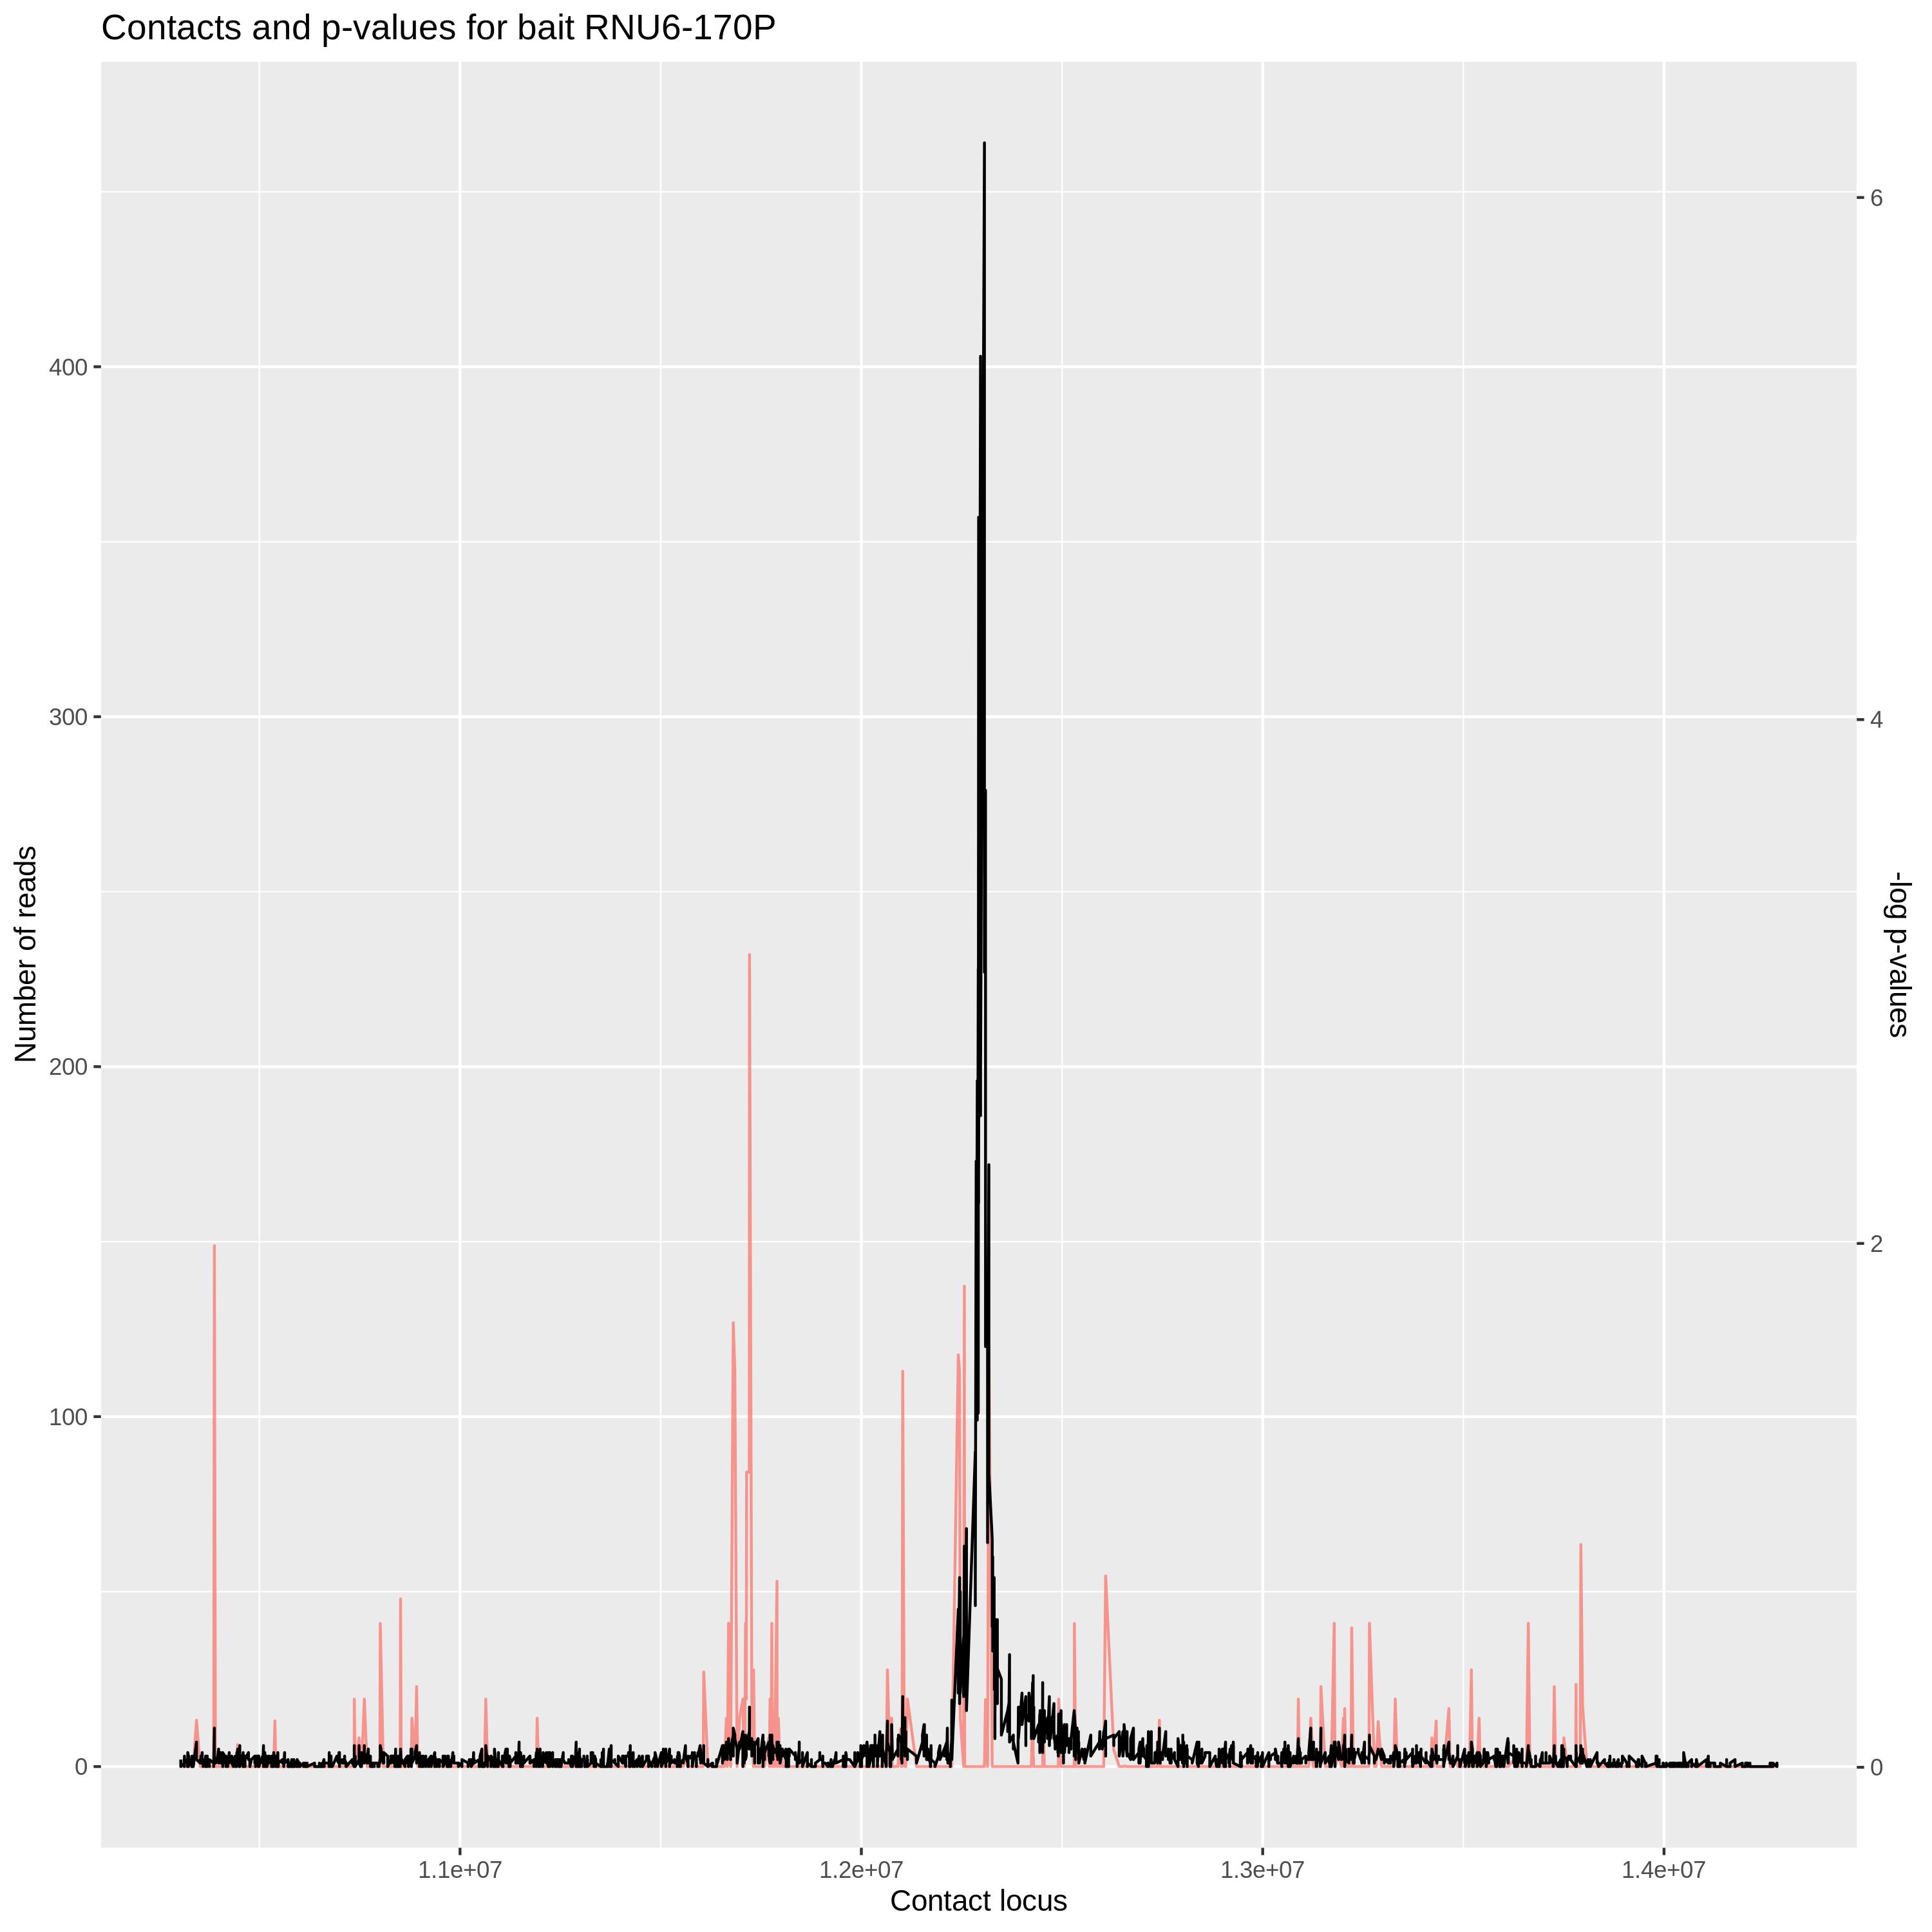 Contacts and p-values for bait RNU6-170P
Number of reads
400
300
200
100
0
6
4
2
0
-log p-values
1.1e+07
1.2e+07
1.3e+07
1.4e+07
Contact locus